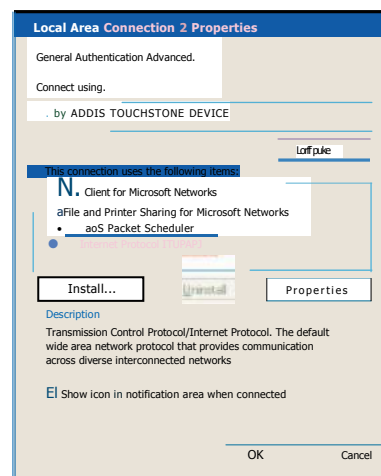 Local Area Connection 2 Properties
General Authentication Advanced.
Connect using.
. by ADDIS TOUCHSTONE DEVICE
Lorff puke
This connection uses the following items:
N. Client for Microsoft Networks
aFile and Printer Sharing for Microsoft Networks
• aoS Packet Scheduler
Internet Protocol ITUPAPJ
Install... Uninstall Properties
Description
Transmission Control Protocol/Internet Protocol. The default
wide area network protocol that provides communication
across diverse interconnected networks
El Show icon in notification area when connected
OK Cancel